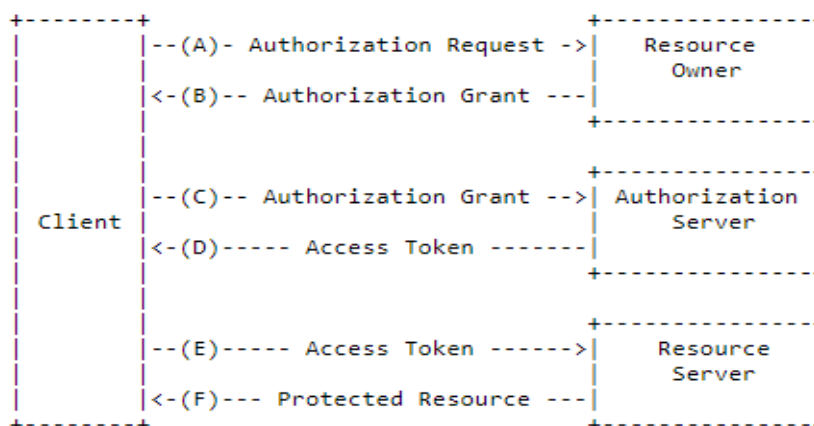 +--------+                               +---------------
|        |--(A)- Authorization Request ->|   Resource
|        |                               |     Owner
|        |<-(B)-- Authorization Grant ---|
|        |                               +---------------
|        |
|        |                               +---------------
|        |--(C)-- Authorization Grant -->| Authorization
| Client |                               |     Server
|        |<-(D)----- Access Token -------|
|        |                               +---------------
|        |
|        |                               +---------------
|        |--(E)----- Access Token ------>|    Resource
|        |                               |     Server
|        |<-(F)--- Protected Resource ---|
+--------+                               +---------------